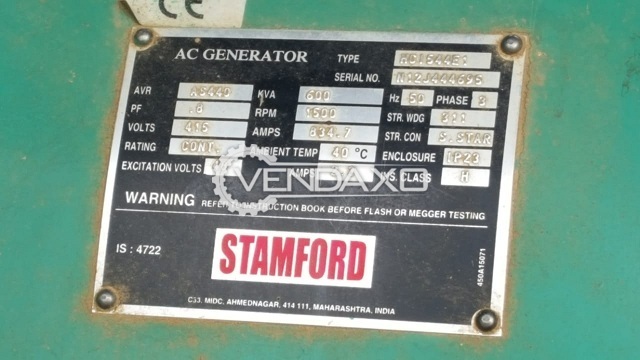 CE
AC GENERATOR TYPE HCI544E1
SERIAL NO. N12J444695
AVR AS440 KVA 600 Hz 50 PHASE 3
PF .8 RPM 1500 STR. WDG 311
VOLTS 415 AMPS 834.7 STR. CON S.STAR
RATING CONT. AMBIENT TEMP 40 °C ENCLOSURE IP23
EXCITATION VOLTS AMPS INS. CLASS H
VENDAXO
WARNING REFER INSTRUCTION BOOK BEFORE FLASH OR MEGGER TESTING
IS : 4722
STAMFORD
450A15071
C33, MIDC, AHMEDNAGAR, 414 111, MAHARASHTRA, INDIA